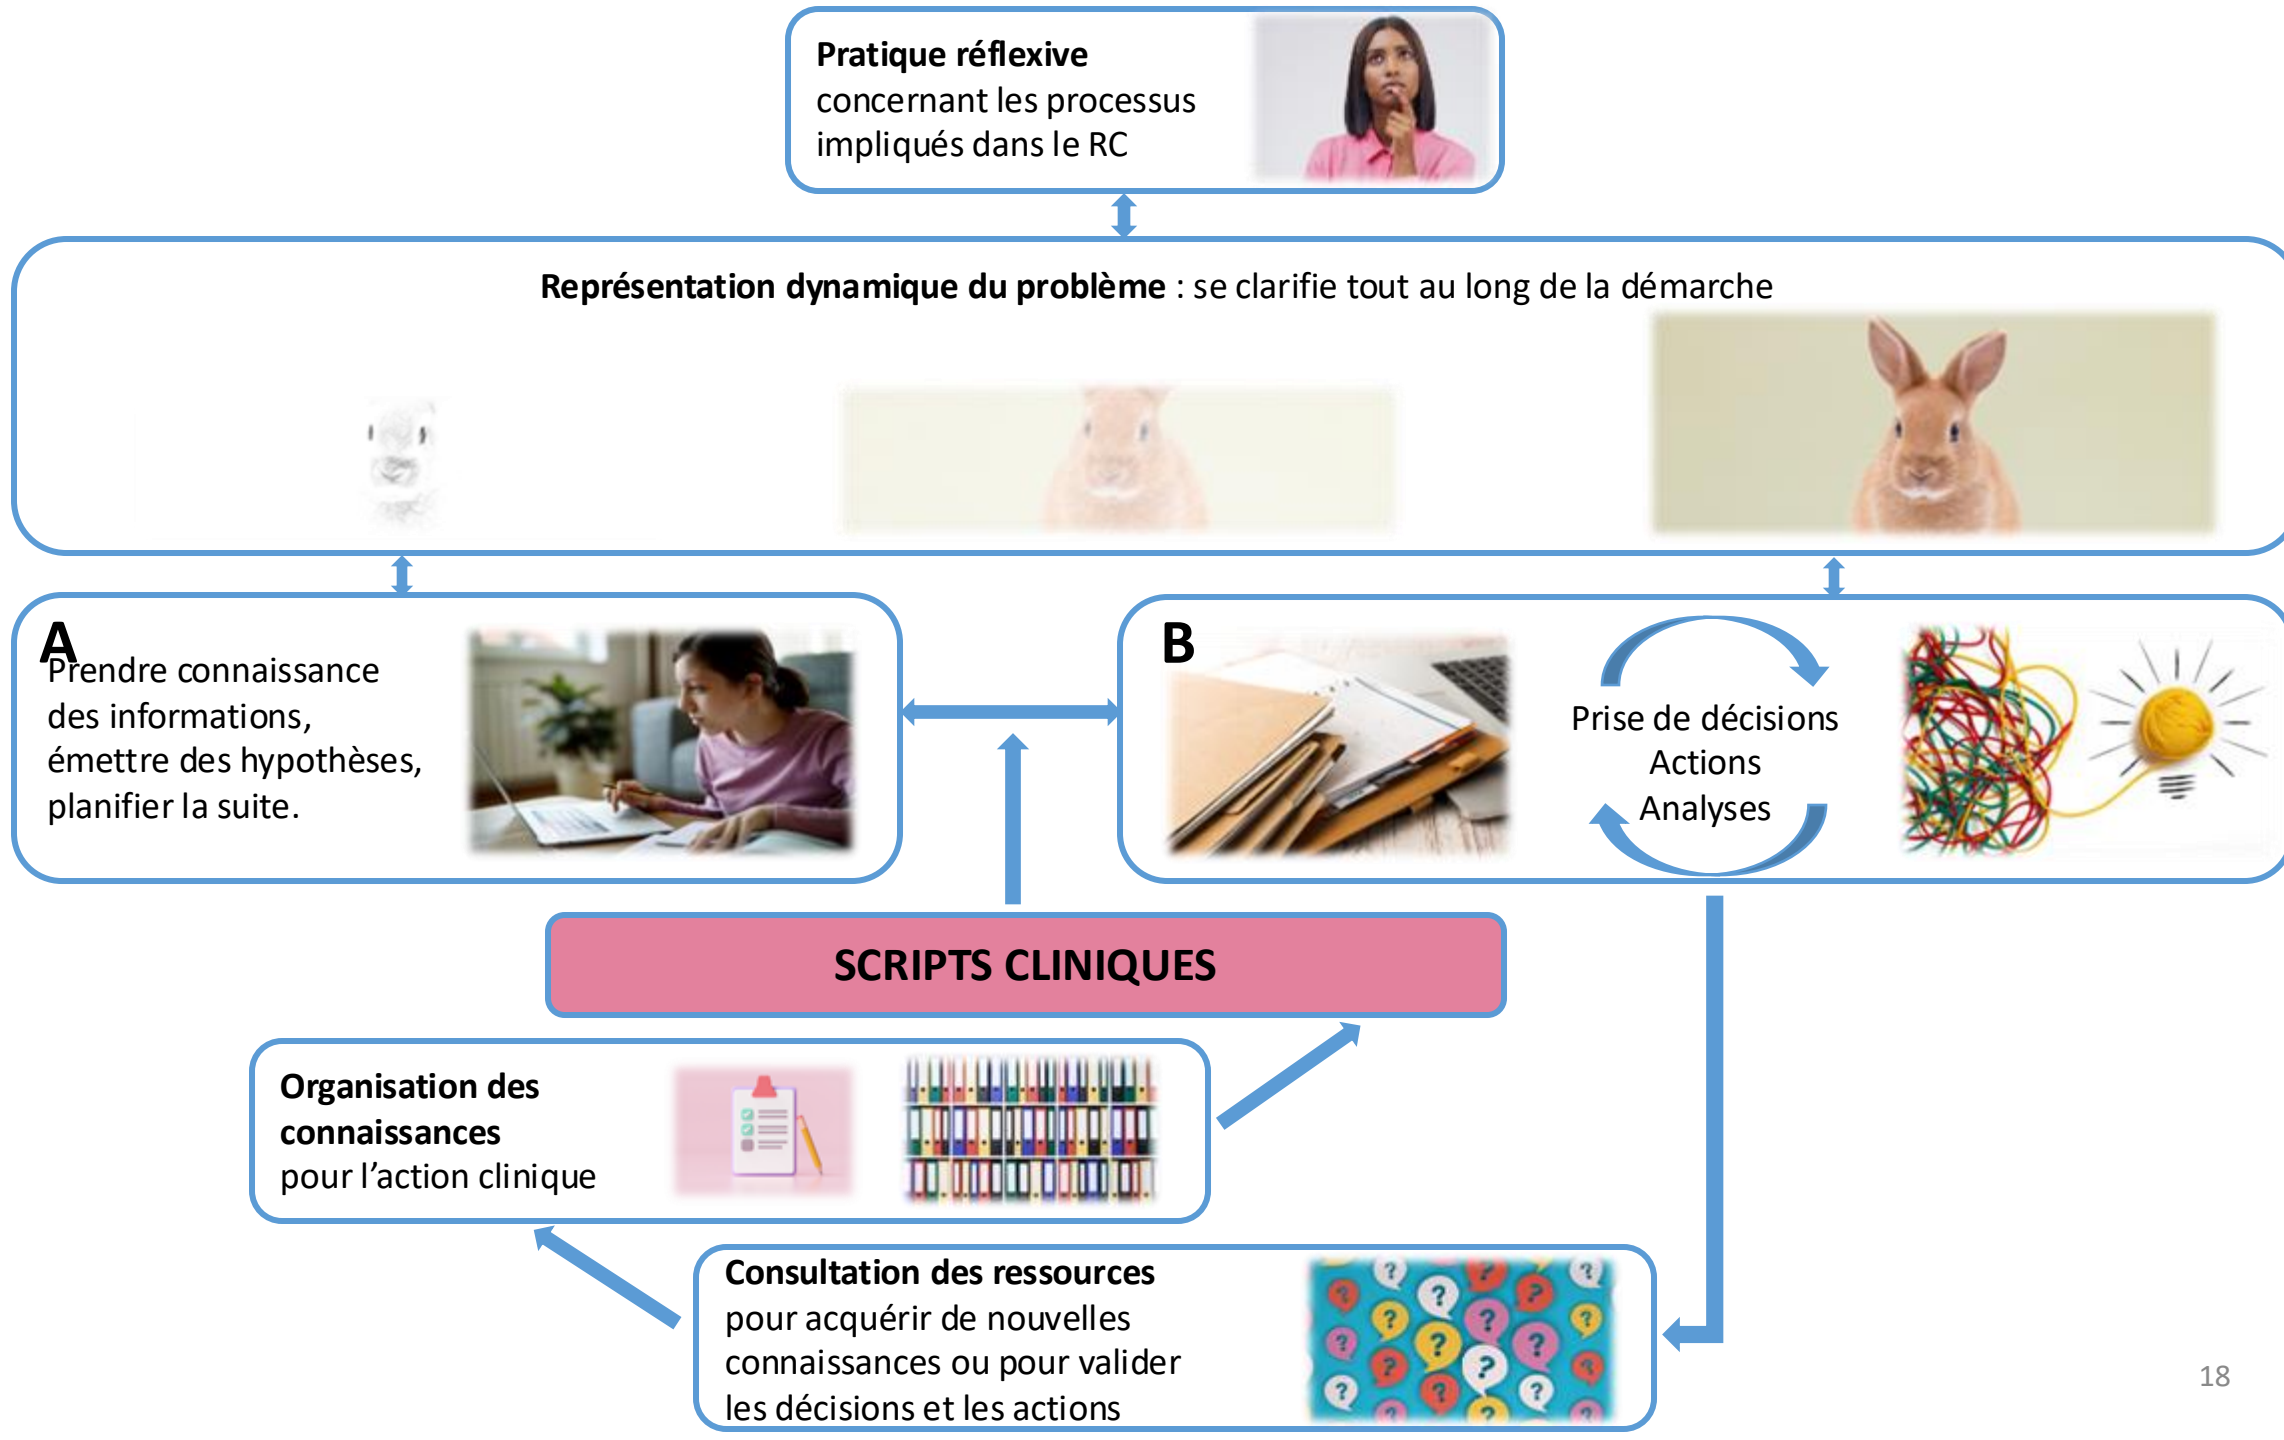 Pratique réflexive
concernant les processus
impliqués dans le RC
Représentation dynamique du problème : se clarifie tout au long de la démarche
A
Prendre connaissance
des informations,
émettre des hypothèses,
planifier la suite.
B
Prise de décisions
Actions
Analyses
SCRIPTS CLINIQUES
Organisation des
connaissances
pour l’action clinique
Consultation des ressources
pour acquérir de nouvelles
connaissances ou pour valider
les décisions et les actions
18